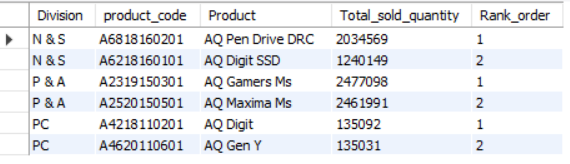 Division product_code Product Total_sold_quantity Rank_order
N & S A6818160201 AQ Pen Drive DRC 2034569 1
N & S A6218160101 AQ Digit SSD 1240149 2
P & A A2319150301 AQ Gamers Ms 2477098 1
P & A A2520150501 AQ Maxima Ms 2461991 2
PC A4218110201 AQ Digit 135092 1
PC A4620110601 AQ Gen Y 135031 2